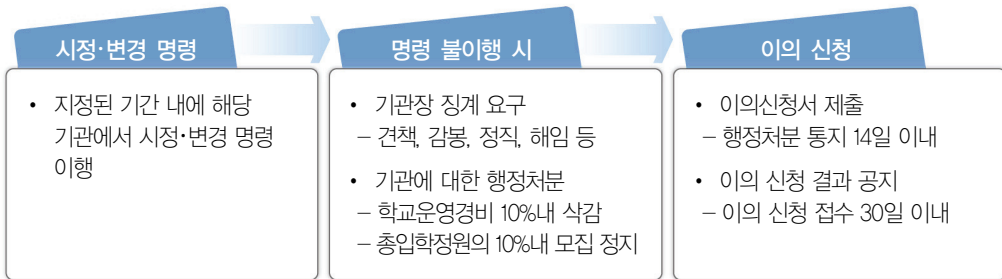 시정·변경 명령
• 지정된 기간 내에 해당
기관에서 시정·변경 명령
이행
명령 불이행 시
• 기관장 징계 요구
– 견책, 감봉, 정직, 해임 등
• 기관에 대한 행정처분
– 학교운영경비 10%내 삭감
– 총입학정원의 10%내 모집 정지
이의 신청
• 이의신청서 제출
– 행정처분 통지 14일 이내
• 이의 신청 결과 공지
– 이의 신청 접수 30일 이내